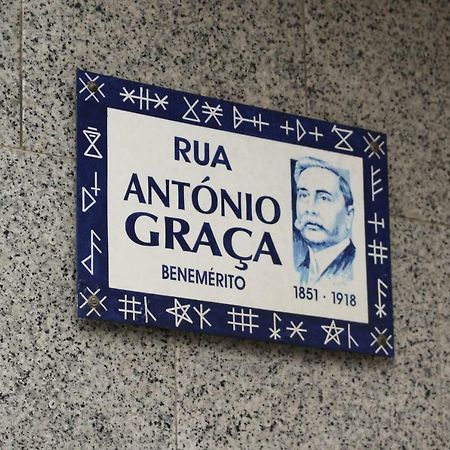 RUA
ANTÓNIO
GRAÇA
BENEMÉRITO
1851 · 1918